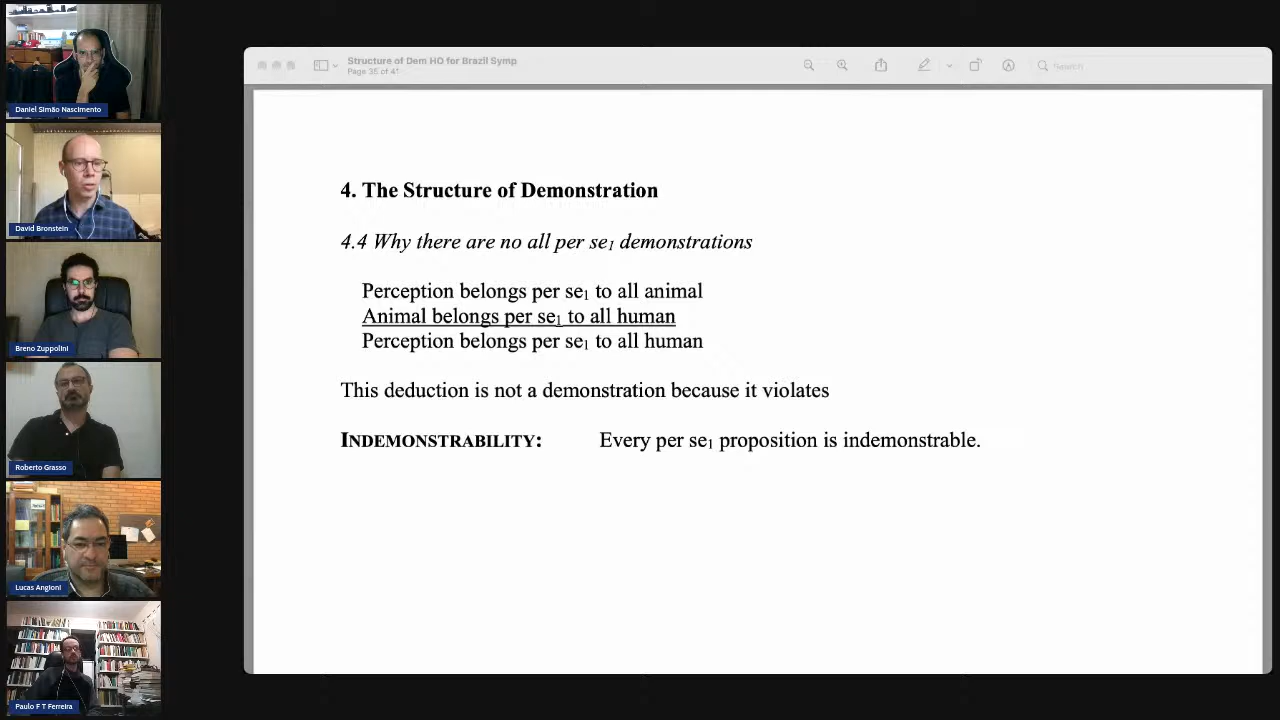 Structure of Dem HO for Brazil Symp
Page 35 of 41
Search
4. The Structure of Demonstration
4.4 Why there are no all per se₁ demonstrations
Perception belongs per se₁ to all animal
Animal belongs per se₁ to all human
Perception belongs per se₁ to all human
This deduction is not a demonstration because it violates
INDEMONSTRABILITY: Every per se₁ proposition is indemonstrable.
Daniel Simão Nascimento
David Bronstein
Breno Zuppolini
Roberto Grasso
Lucas Angioni
Paulo F T Ferreira